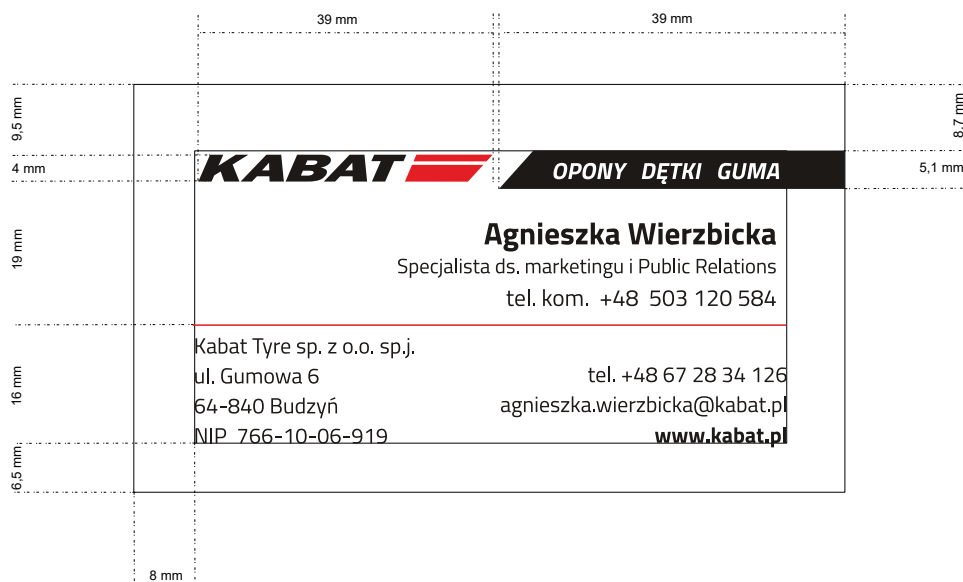 39 mm
39 mm
9,5 mm
8.7 mm
4 mm
KABAT
OPONY DĘTKI GUMA
5,1 mm
19 mm
Agnieszka Wierzbicka
Specjalista ds. marketingu i Public Relations
tel. kom. +48 503 120 584
16 mm
Kabat Tyre sp. z o.o. sp.j.
ul. Gumowa 6
tel. +48 67 28 34 126
64-840 Budzyń
agnieszka.wierzbicka@kabat.pl
NIP 766-10-06-919
www.kabat.pl
6,5 mm
8 mm